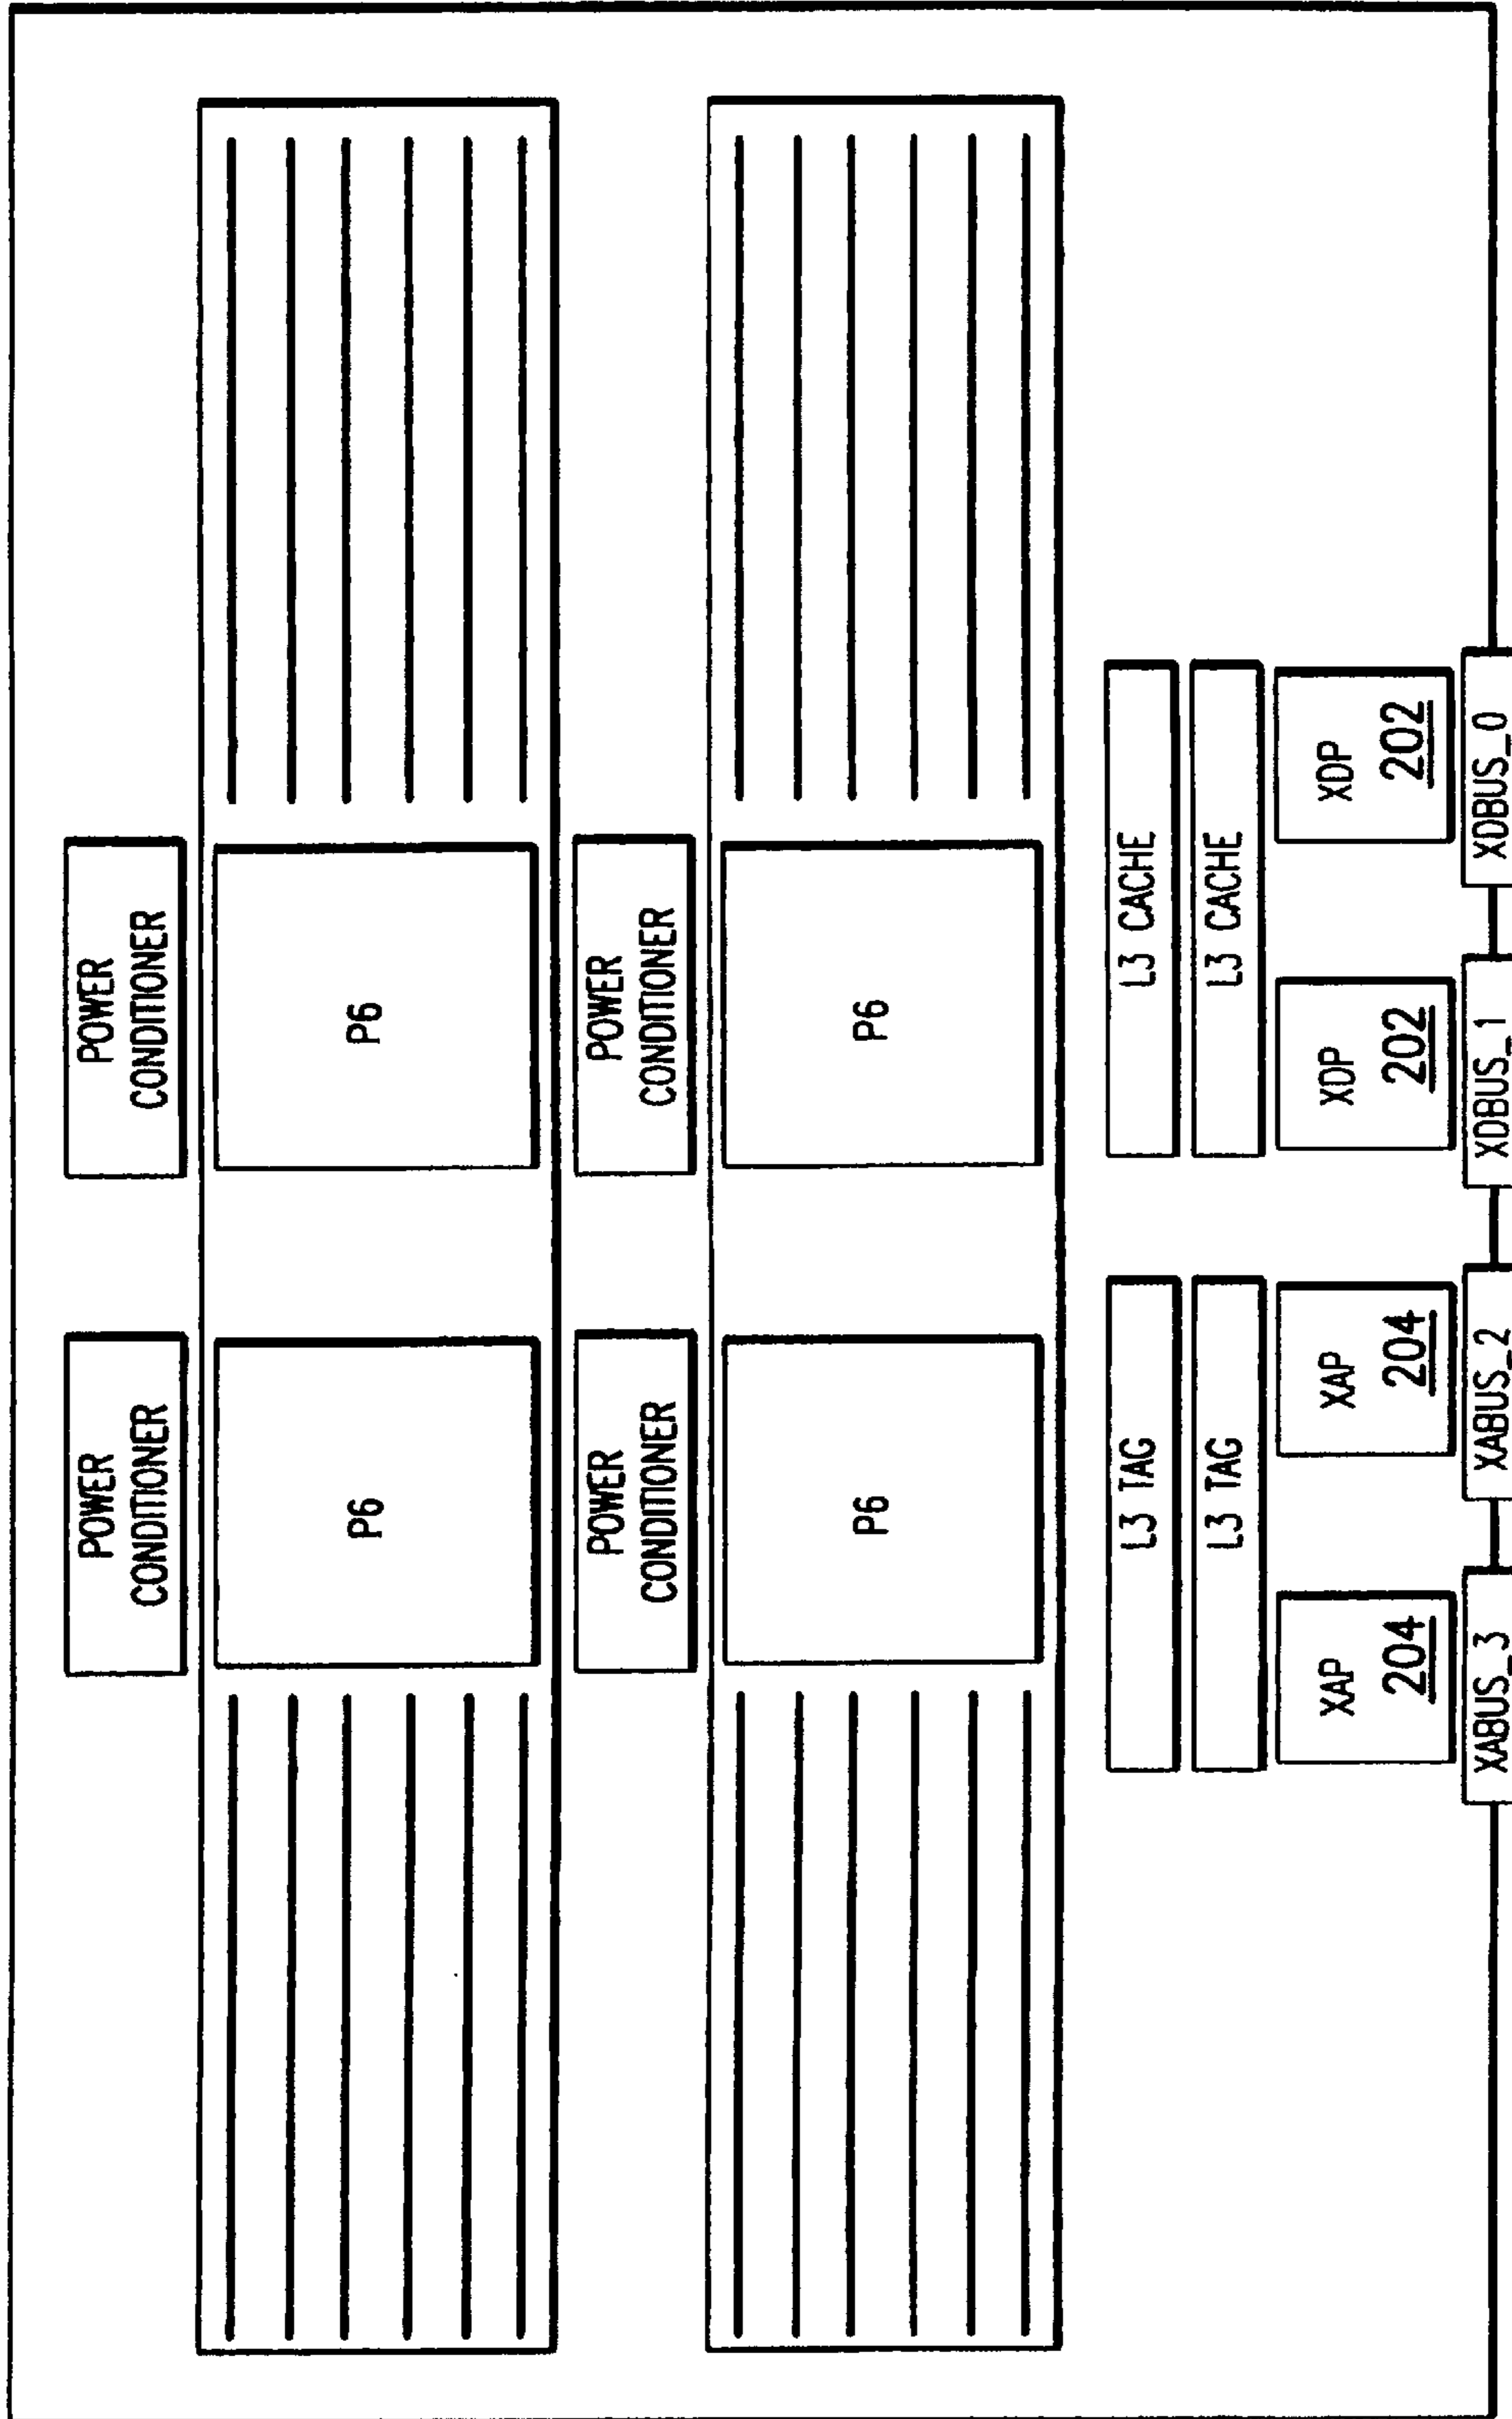 POWER
CONDITIONER
POWER
CONDITIONER
P6
P6
POWER
CONDITIONER
POWER
CONDITIONER
P6
P6
L3 TAG
L3 CACHE
L3 TAG
L3 CACHE
XAP
204
XAP
204
XDP
202
XDP
202
XABUS_3
XABUS_2
XDBUS_1
XDBUS_0